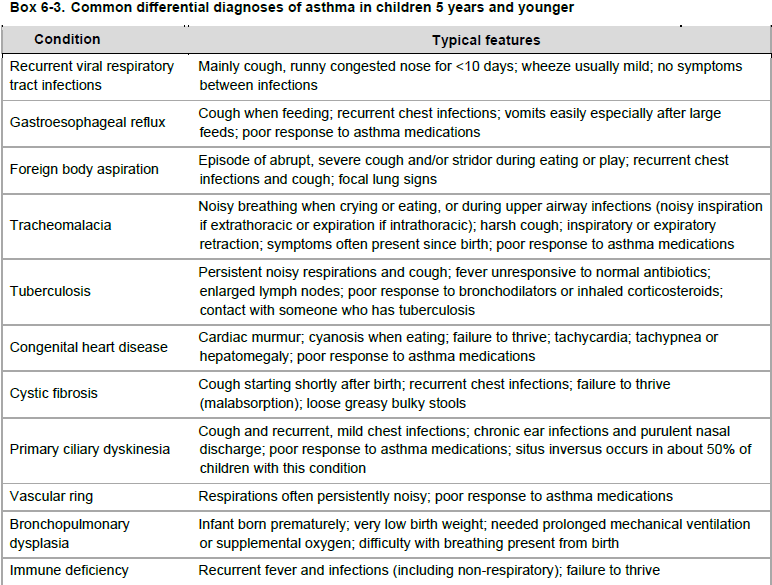 Box 6-3. Common differential diagnoses of asthma in children 5 years and younger
Condition Typical features
Recurrent viral respiratory tract infections
Mainly cough, runny congested nose for <10 days; wheeze usually mild; no symptoms
between infections
Gastroesophageal reflux
Cough when feeding; recurrent chest infections; vomits easily especially after large
feeds; poor response to asthma medications
Foreign body aspiration
Episode of abrupt, severe cough and/or stridor during eating or play; recurrent chest
infections and cough; focal lung signs
Tracheomalacia
Noisy breathing when crying or eating, or during upper airway infections (noisy inspiration
if extrathoracic or expiration if intrathoracic); harsh cough; inspiratory or expiratory
retraction; symptoms often present since birth; poor response to asthma medications
Tuberculosis
Persistent noisy respirations and cough; fever unresponsive to normal antibiotics;
enlarged lymph nodes; poor response to bronchodilators or inhaled corticosteroids;
contact with someone who has tuberculosis
Congenital heart disease
Cardiac murmur; cyanosis when eating; failure to thrive; tachycardia; tachypnea or
hepatomegaly; poor response to asthma medications
Cystic fibrosis
Cough starting shortly after birth; recurrent chest infections; failure to thrive
(malabsorption); loose greasy bulky stools
Primary ciliary dyskinesia
Cough and recurrent, mild chest infections; chronic ear infections and purulent nasal
discharge; poor response to asthma medications; situs inversus occurs in about 50% of
children with this condition
Vascular ring
Respirations often persistently noisy; poor response to asthma medications
Bronchopulmonary
dysplasia
Infant born prematurely; very low birth weight; needed prolonged mechanical ventilation
or supplemental oxygen; difficulty with breathing present from birth
Immune deficiency
Recurrent fever and infections (including non-respiratory); failure to thrive